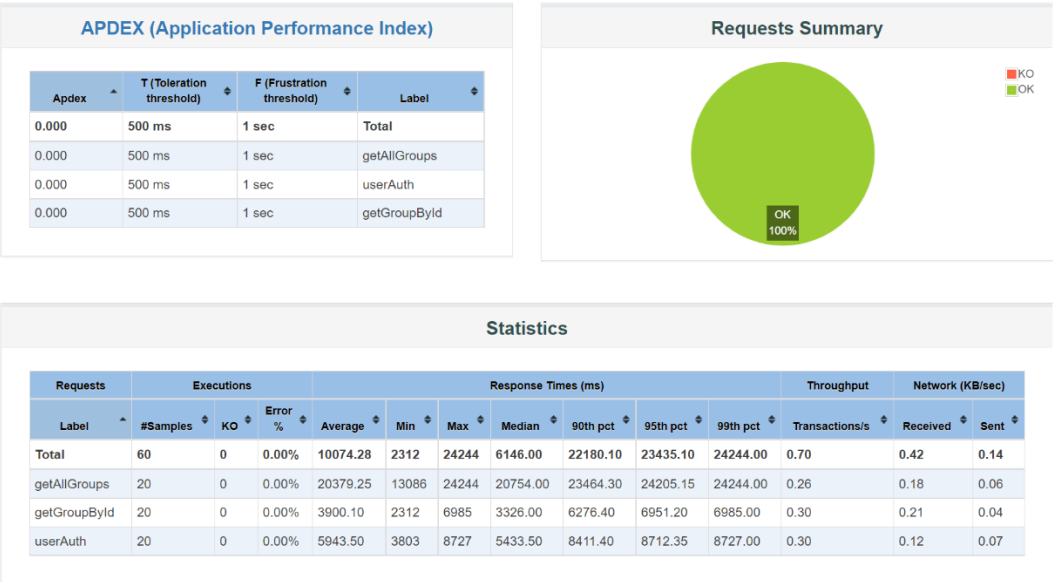 APDEX (Application Performance Index)
Apdex T (Toleration threshold) F (Frustration threshold) Label
0.000 500 ms 1 sec Total
0.000 500 ms 1 sec getAllGroups
0.000 500 ms 1 sec userAuth
0.000 500 ms 1 sec getGroupById
Requests Summary
KO
OK
OK
100%
Statistics
Requests Executions Response Times (ms) Throughput Network (KB/sec)
Label #Samples KO Error % Average Min Max Median 90th pct 95th pct 99th pct Transactions/s Received Sent
Total 60 0 0.00% 10074.28 2312 24244 6146.00 22180.10 23435.10 24244.00 0.70 0.42 0.14
getAllGroups 20 0 0.00% 20379.25 13086 24244 20754.00 23464.30 24205.15 24244.00 0.26 0.18 0.06
getGroupById 20 0 0.00% 3900.10 2312 6985 3326.00 6276.40 6951.20 6985.00 0.30 0.21 0.04
userAuth 20 0 0.00% 5943.50 3803 8727 5433.50 8411.40 8712.35 8727.00 0.30 0.12 0.07